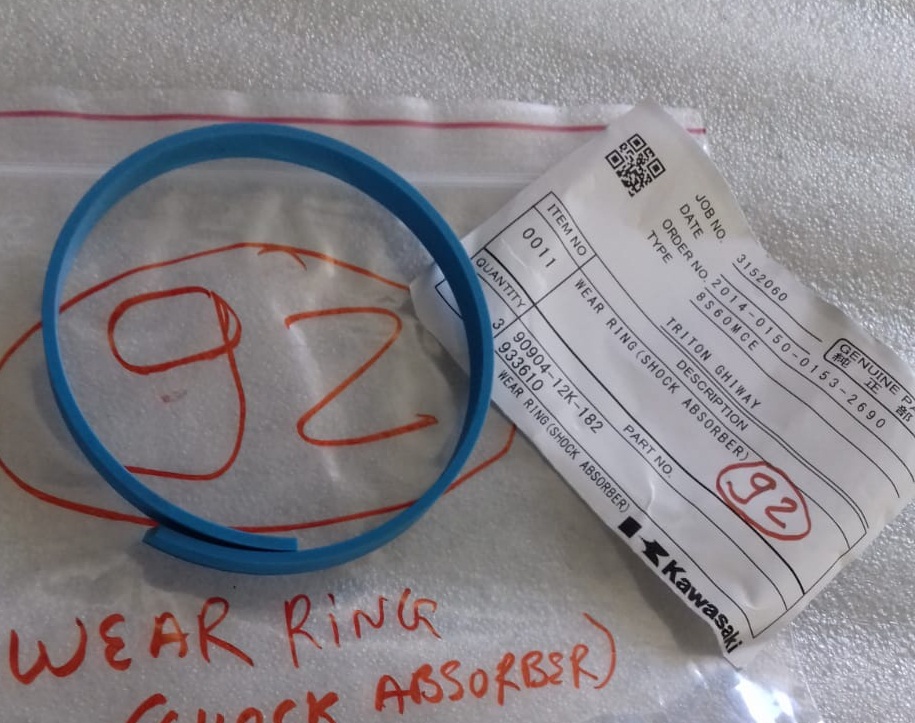 92
WEAR RING
(SHOCK ABSORBER)
JOB NO. 3152060
DATE
ORDER NO. 2014-0150-0153-2690
TYPE 8S60MCE
TRITON GHIWAY
GENUINE P
純正部
ITEM NO
DESCRIPTION
0011
WEAR RING(SHOCK ABSORBER)
QUANTITY
PART NO.
3
90904-12K-182
933610
WEAR RING(SHOCK ABSORBER)
92
Kawasaki